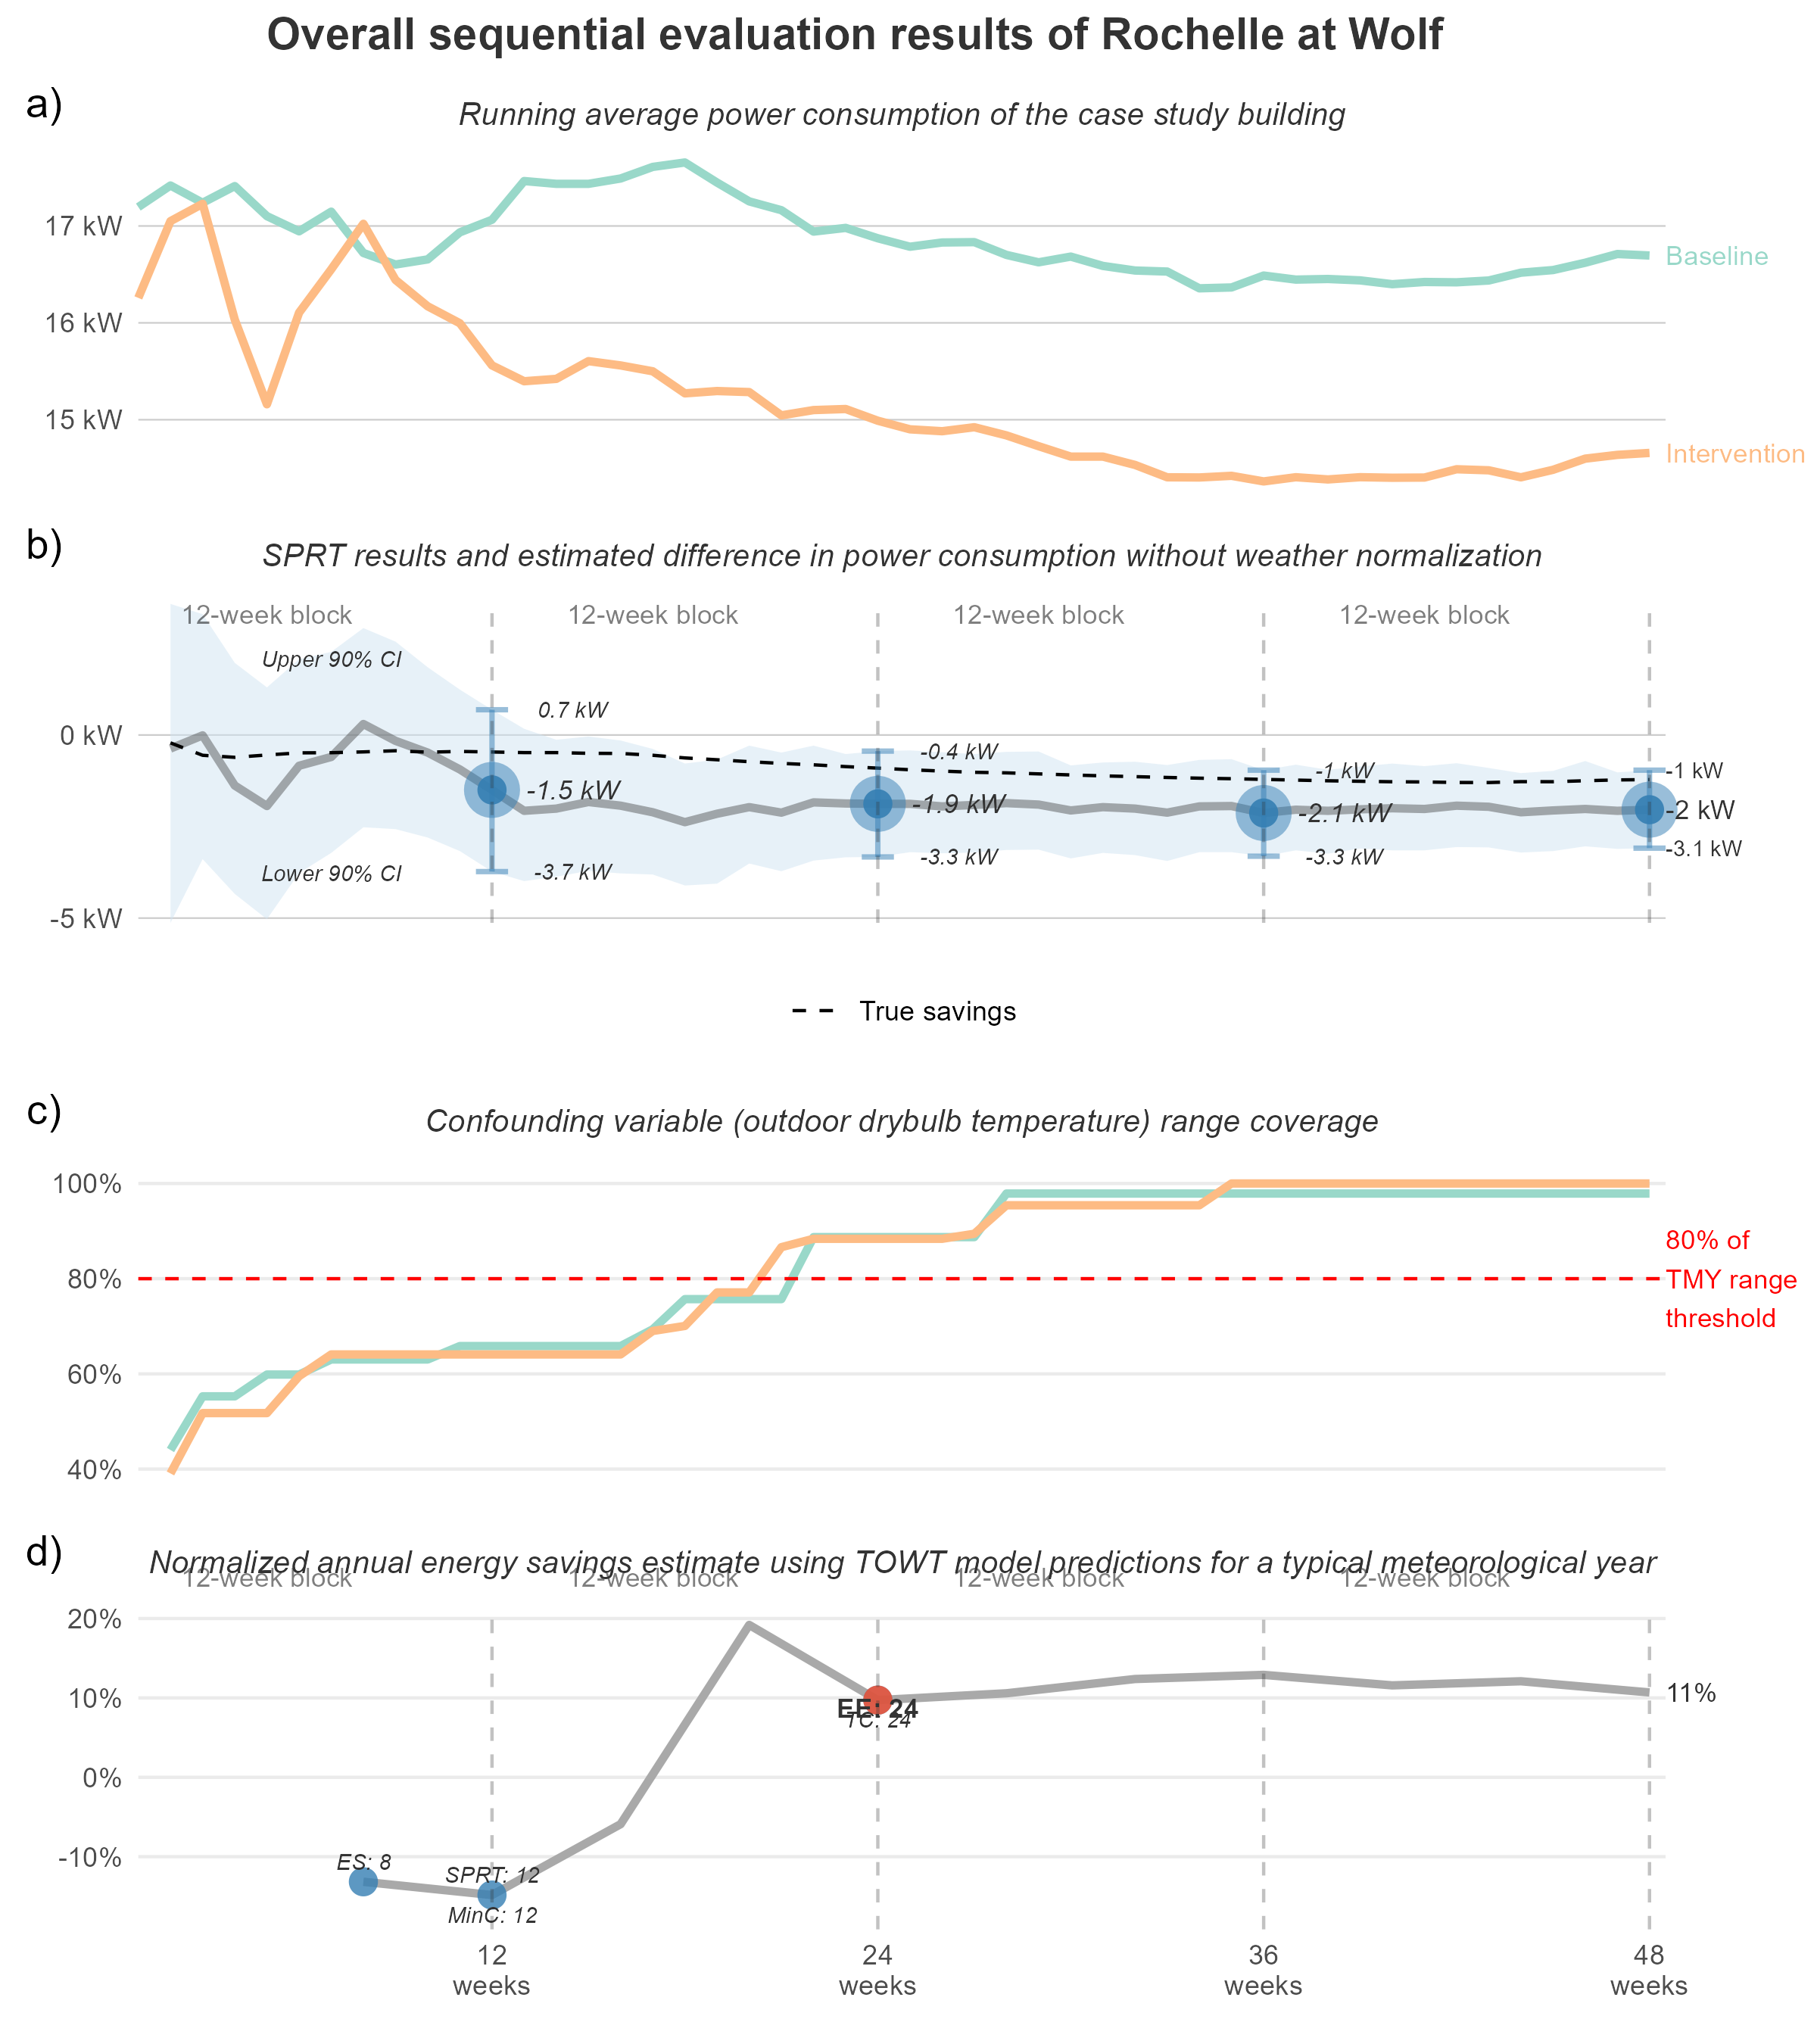 Overall sequential evaluation results of Rochelle at Wolf
a)
Running average power consumption of the case study building
17 kW
16 kW
15 kW
Baseline
Intervention
b)
SPRT results and estimated difference in power consumption without weather normalization
12-week block 12-week block 12-week block 12-week block
Upper 90% CI
0.7 kW
0 kW
-0.4 kW
-1 kW
-1 kW
-1.5 kW
-1.9 kW
-2.1 kW
-2 kW
-3.3 kW
-3.3 kW
-3.1 kW
Lower 90% CI
-3.7 kW
-5 kW
True savings
c)
Confounding variable (outdoor drybulb temperature) range coverage
100%
80%
60%
40%
80% of
TMY range
threshold
d)
Normalized annual energy savings estimate using TOWT model predictions for a typical meteorological year
12-week block 12-week block 12-week block 12-week block
20%
10%
0%
-10%
EE: 24
TC: 24
11%
ES: 8
SPRT: 12
MinC: 12
12
weeks
24
weeks
36
weeks
48
weeks